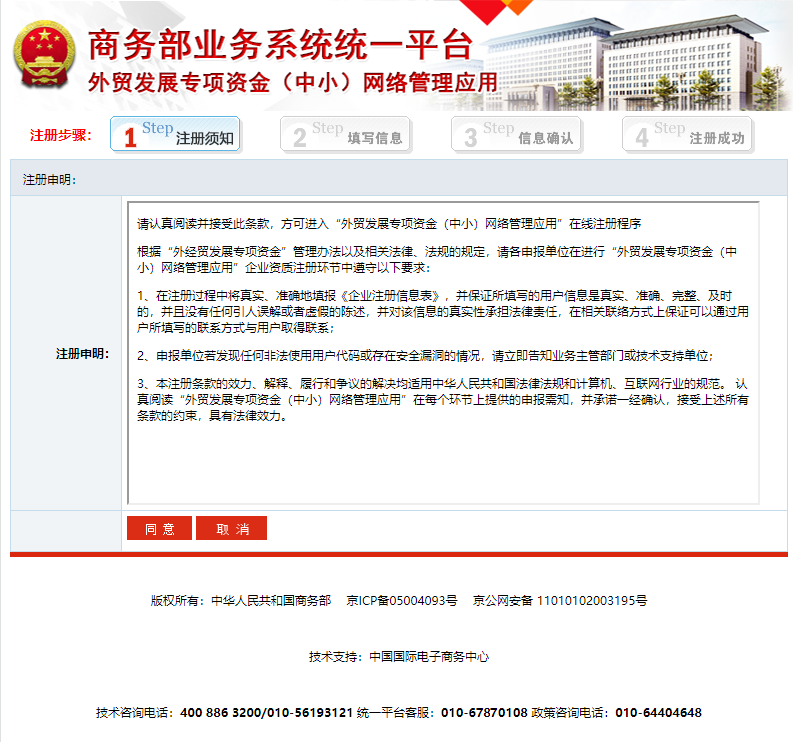 商务部业务系统统一平台
外贸发展专项资金（中小）网络管理应用
注册步骤： 1 Step 注册须知 2 Step 填写信息 3 Step 信息确认 4 Step 注册成功
注册申明：
请认真阅读并接受此条款，方可进入“外贸发展专项资金（中小）网络管理应用”在线注册程序
根据“外经贸发展专项资金”管理办法以及相关法律、法规的规定，请各申报单位在进行“外贸发展专项资金（中
小）网络管理应用”企业资质注册环节中遵守以下要求：
1、在注册过程中将真实、准确地填报《企业注册信息表》，并保证所填写的用户信息是真实、准确、完整、及时
的，并且没有任何引人误解或者虚假的陈述，并对该信息的真实性承担法律责任，在相关联络方式上保证可以通过用
户所填写的联系方式与用户取得联系；
注册申明：
2、申报单位若发现任何非法使用用户代码或存在安全漏洞的情况，请立即告知业务主管部门或技术支持单位；
3、本注册条款的效力、解释、履行和争议的解决均适用中华人民共和国法律法规和计算机、互联网行业的规范。 认
真阅读“外贸发展专项资金（中小）网络管理应用”在每个环节上提供的申报需知，并承诺一经确认，接受上述所有
条款的约束，具有法律效力。
同 意 取 消
版权所有：中华人民共和国商务部 京ICP备05004093号 京公网安备 11010102003195号
技术支持：中国国际电子商务中心
技术咨询电话：400 886 3200/010-56193121 统一平台客服：010-67870108 政策咨询电话：010-64404648